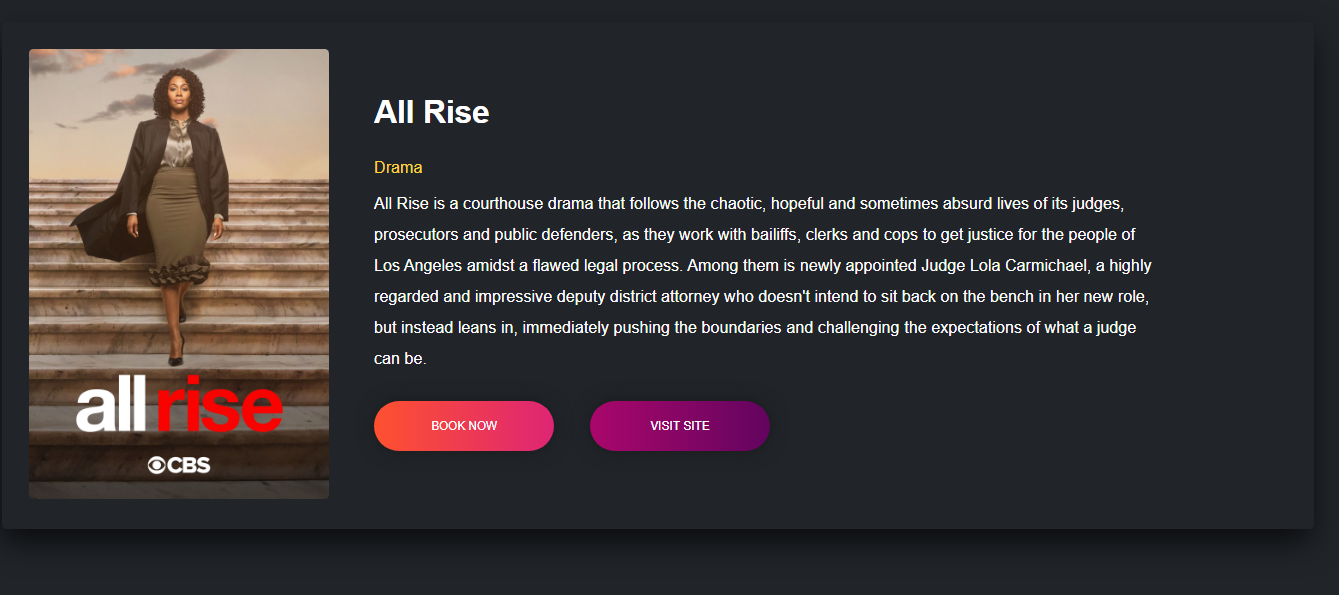 all rise
CBS
All Rise
Drama
All Rise is a courthouse drama that follows the chaotic, hopeful and sometimes absurd lives of its judges,
prosecutors and public defenders, as they work with bailiffs, clerks and cops to get justice for the people of
Los Angeles amidst a flawed legal process. Among them is newly appointed Judge Lola Carmichael, a highly
regarded and impressive deputy district attorney who doesn't intend to sit back on the bench in her new role,
but instead leans in, immediately pushing the boundaries and challenging the expectations of what a judge
can be.
BOOK NOW
VISIT SITE